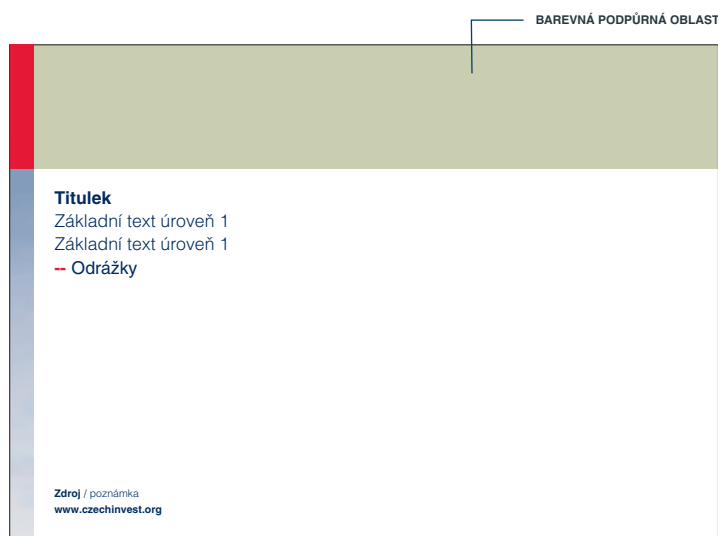 BAREVNÁ PODPŮRNÁ OBLAST
Titulek
Základní text úroveň 1
Základní text úroveň 1
-- Odrážky
Zdroj / poznámka
www.czechinvest.org